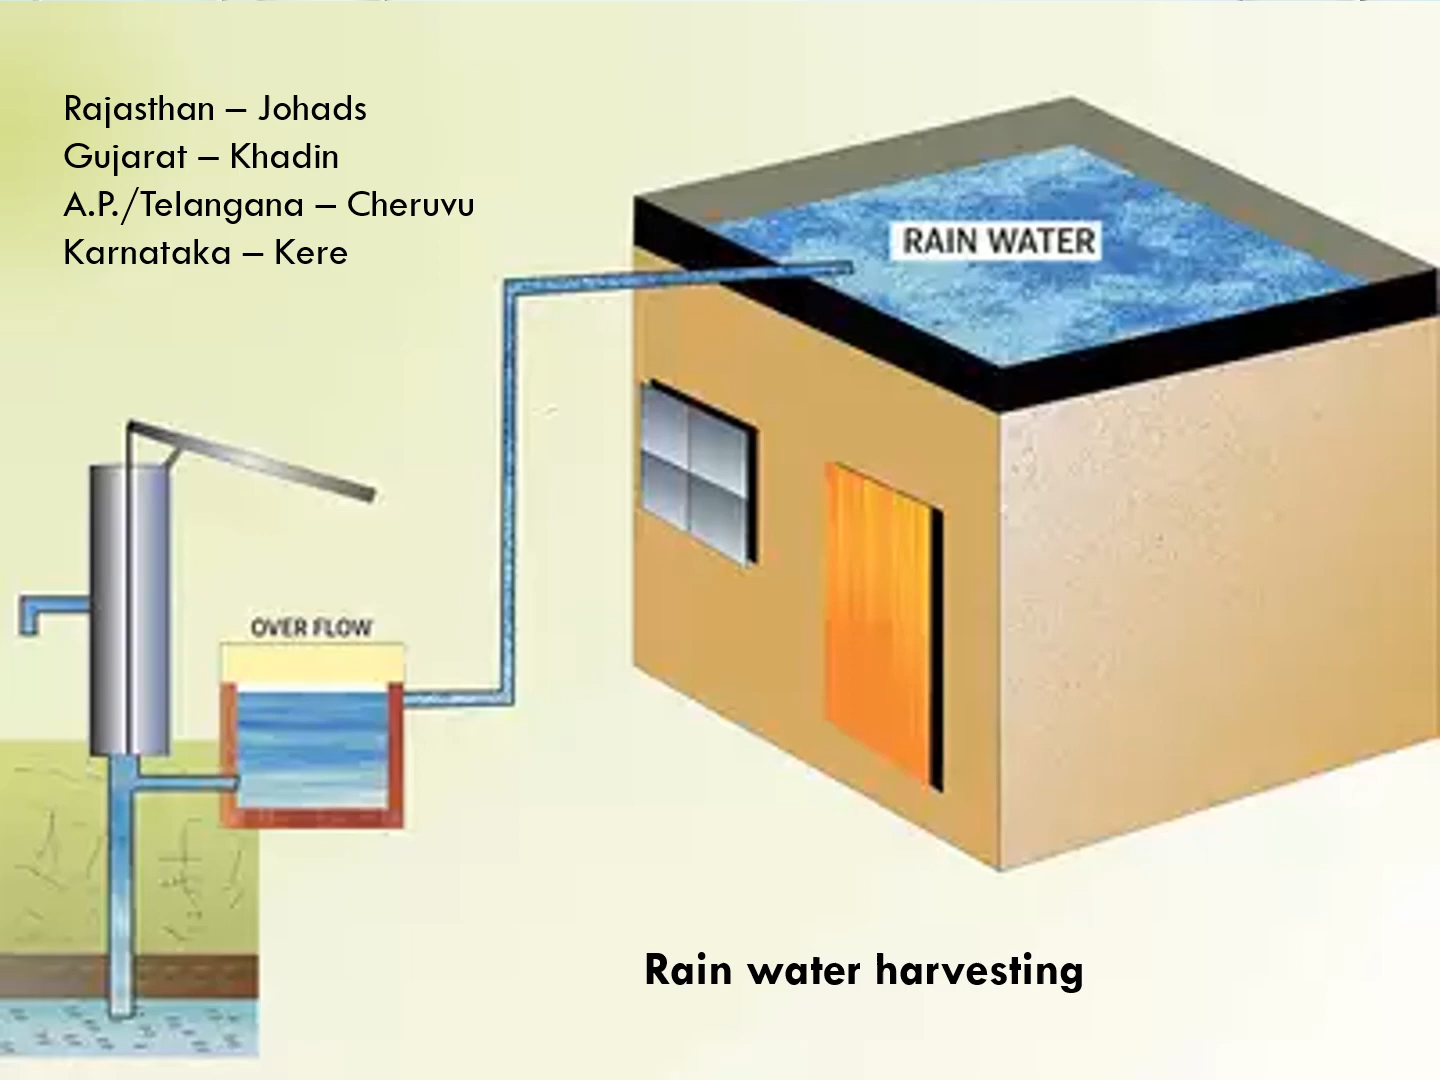 Rajasthan – Johads
Gujarat – Khadin
A.P./Telangana – Cheruvu
Karnataka – Kere
RAIN WATER
OVER FLOW
Rain water harvesting